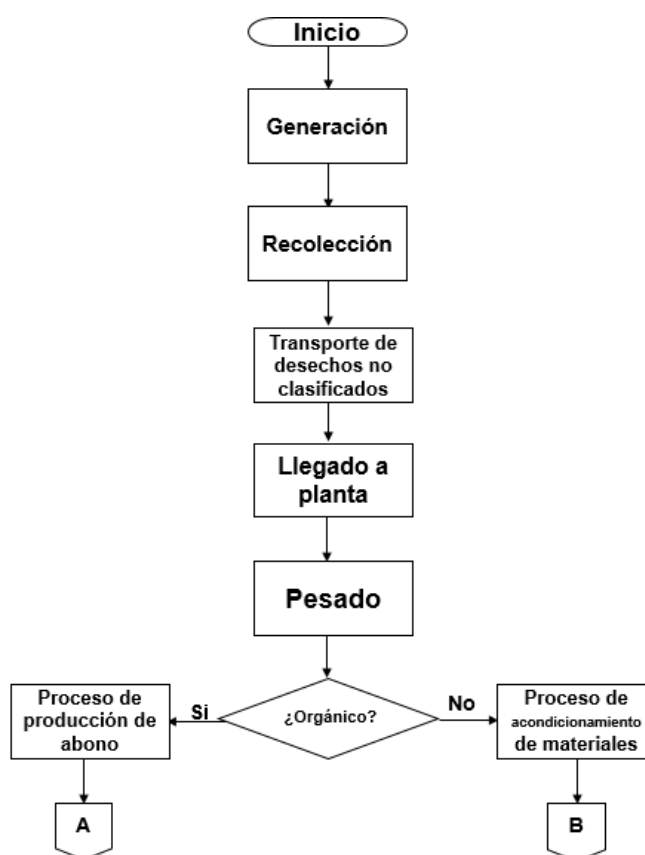 Inicio
Generación
Recolección
Transporte de
desechos no
clasificados
Llegado a
planta
Pesado
¿Orgánico?
Si
No
Proceso de
producción de
abono
Proceso de
acondicionamiento
de materiales
A
B